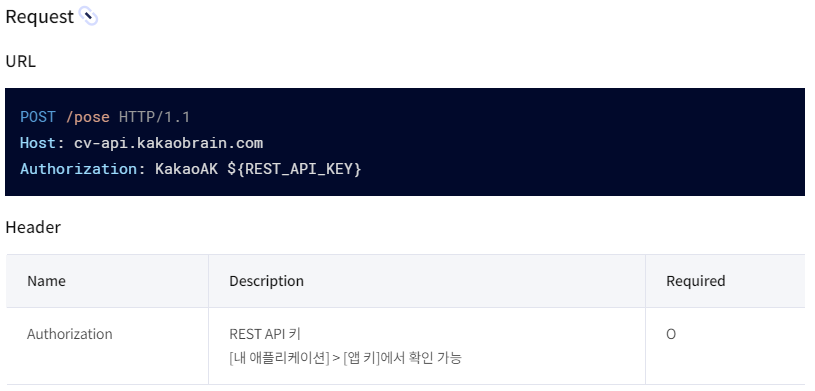 Request
URL
POST /pose HTTP/1.1
Host: cv-api.kakaobrain.com
Authorization: KakaoAK ${REST_API_KEY}
Header
Name Description Required
Authorization REST API 키 O
[내 애플리케이션] > [앱 키]에서 확인 가능